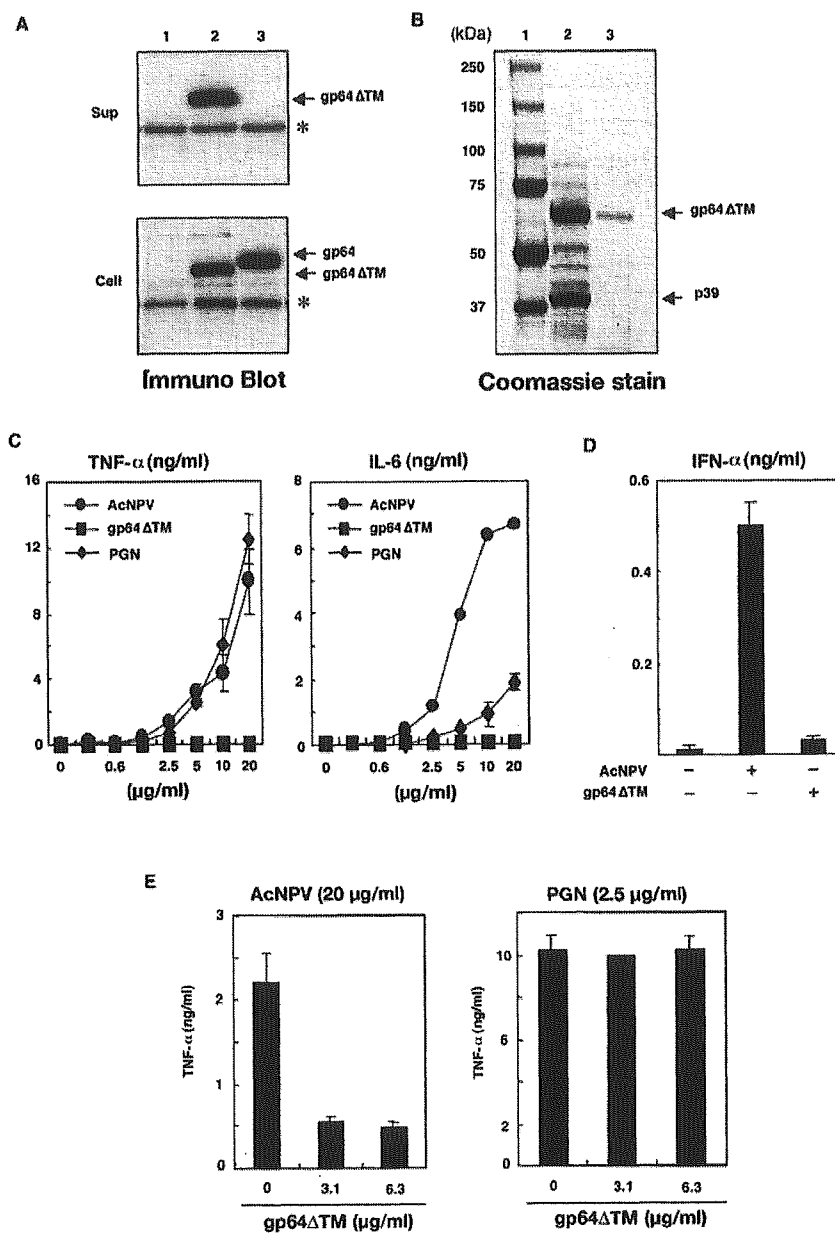 A
1 2 3
Sup
gp64ΔTM
*
Cell
gp64
gp64ΔTM
*
Immuno Blot
B
(kDa) 1 2 3
250
150
100
75
50
37
gp64ΔTM
p39
Coomassie stain
C
TNF-α (ng/ml)
16
12
8
4
0
AcNPV
gp64ΔTM
PGN
0 0.6 2.5 5 10 20
(µg/ml)
IL-6 (ng/ml)
8
6
4
2
0
AcNPV
gp64ΔTM
PGN
0 0.6 2.5 5 10 20
(µg/ml)
D
IFN-α (ng/ml)
0.6
0.4
0.2
AcNPV − + −
gp64ΔTM − − +
E
AcNPV (20 µg/ml)
TNF-α (ng/ml)
3
2
1
0
0 3.1 6.3
gp64ΔTM (µg/ml)
PGN (2.5 µg/ml)
TNF-α (ng/ml)
10
6
2
0
0 3.1 6.3
gp64ΔTM (µg/ml)